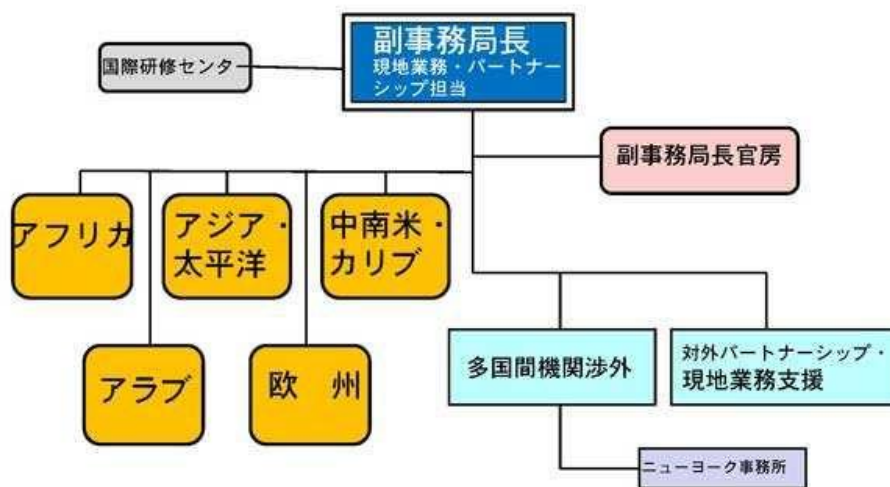 副事務局長
現地業務・パートナー
シップ担当
国際研修センター
副事務局長官房
アフリカ
アジア・
太平洋
中南米・
カリブ
アラブ
欧 州
多国間機関渉外
対外パートナーシップ・
現地業務支援
ニューヨーク事務所